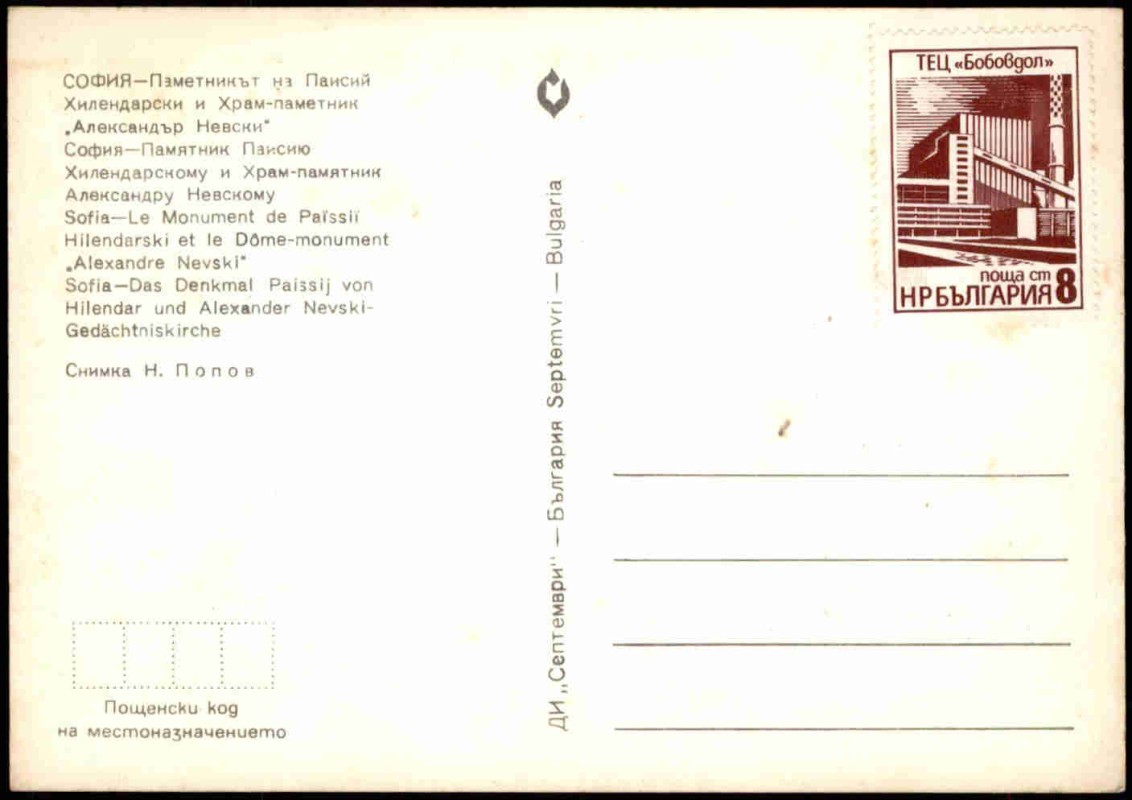 СОФИЯ—Паметникът на Паисий
Хилендарски и Храм-паметник
„Александър Невски"
София—Памятник Паисию
Хилендарскому и Храм-памятник
Александру Невскому
Sofia—Le Monument de Païssiï
Hilendarski et le Dôme-monument
„Alexandre Nevski"
Sofia—Das Denkmal Paissij von
Hilendar und Alexander Nevski-
Gedächtniskirche
Снимка Н. Попов
Пощенски код
на местоназначението
ДИ „Септември" — България Septemvri — Bulgaria
ТЕЦ «Бобовдол»
поща ст 8
НР БЪЛГАРИЯ